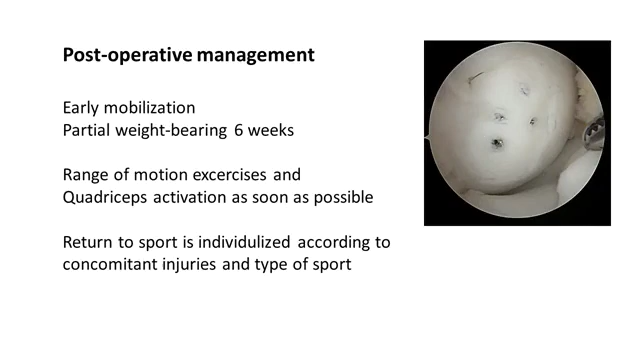 Post-operative management
Early mobilization
Partial weight-bearing 6 weeks
Range of motion excercises and
Quadriceps activation as soon as possible
Return to sport is individulized according to
concomitant injuries and type of sport